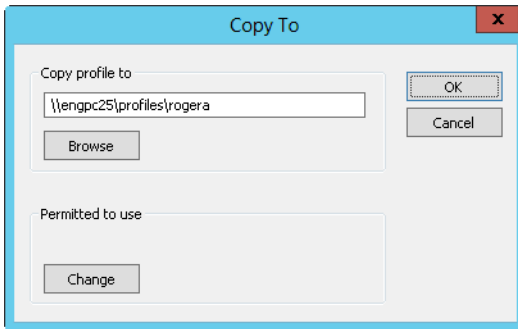 Copy To
x
Copy profile to
\\engpc25\profiles\rogera
OK
Browse
Cancel
Permitted to use
Change